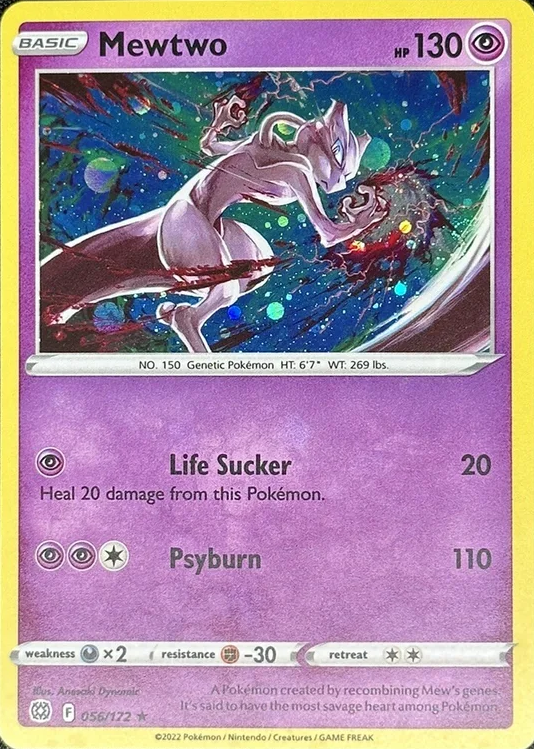 BASIC Mewtwo HP 130
NO. 150 Genetic Pokémon HT: 6'7" WT: 269 lbs.
Life Sucker 20
Heal 20 damage from this Pokémon.
Psyburn 110
weakness ×2 resistance -30 retreat
Illus. Anesaki Dynamic
A Pokémon created by recombining Mew's genes.
It's said to have the most savage heart among Pokémon.
F 056/172 ★
©2022 Pokémon / Nintendo / Creatures / GAME FREAK